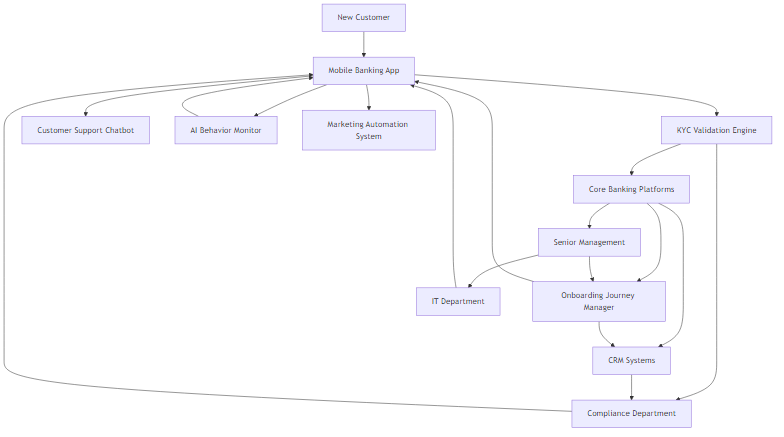 New Customer
Mobile Banking App
Customer Support Chatbot
AI Behavior Monitor
Marketing Automation
System
KYC Validation Engine
Core Banking Platforms
Senior Management
IT Department
Onboarding Journey
Manager
CRM Systems
Compliance Department